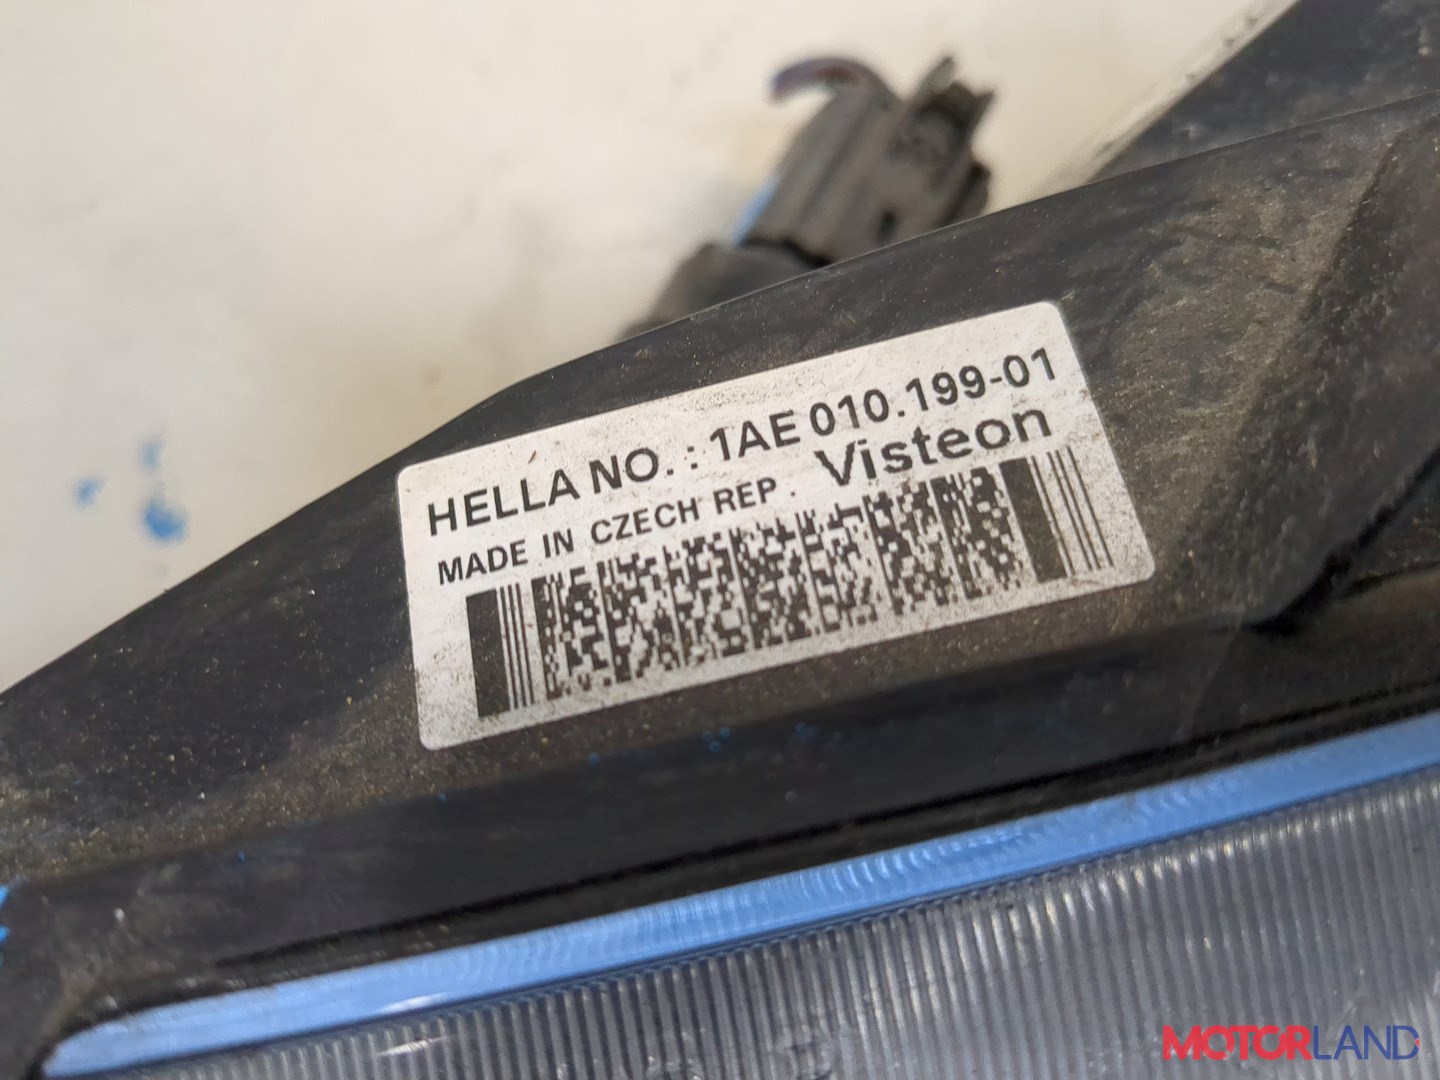 HELLA NO. : 1AE 010.199-01
MADE IN CZECH REP. Visteon
MOTORLAND